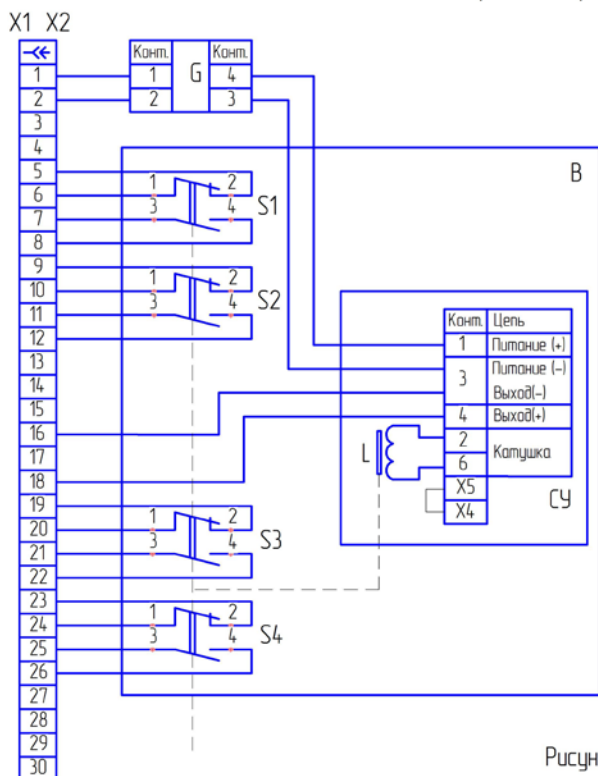 X1 X2
Конт. Конт.
1 1 G 4
2 2 3
3
4
5 В
6 1 2
7 3 4 S1
8
9
10 1 2
11 3 4 S2
12
13 Конт. Цепь
14 1 Питание (+)
15 3 Питание (-)
Выход(-)
16 4 Выход(+)
17 L 2 Катушка
18 6
19 X5
20 1 2 X4 СУ
21 3 4 S3
22
23
24 1 2
25 3 4 S4
26
27
28
29
30
Рисун